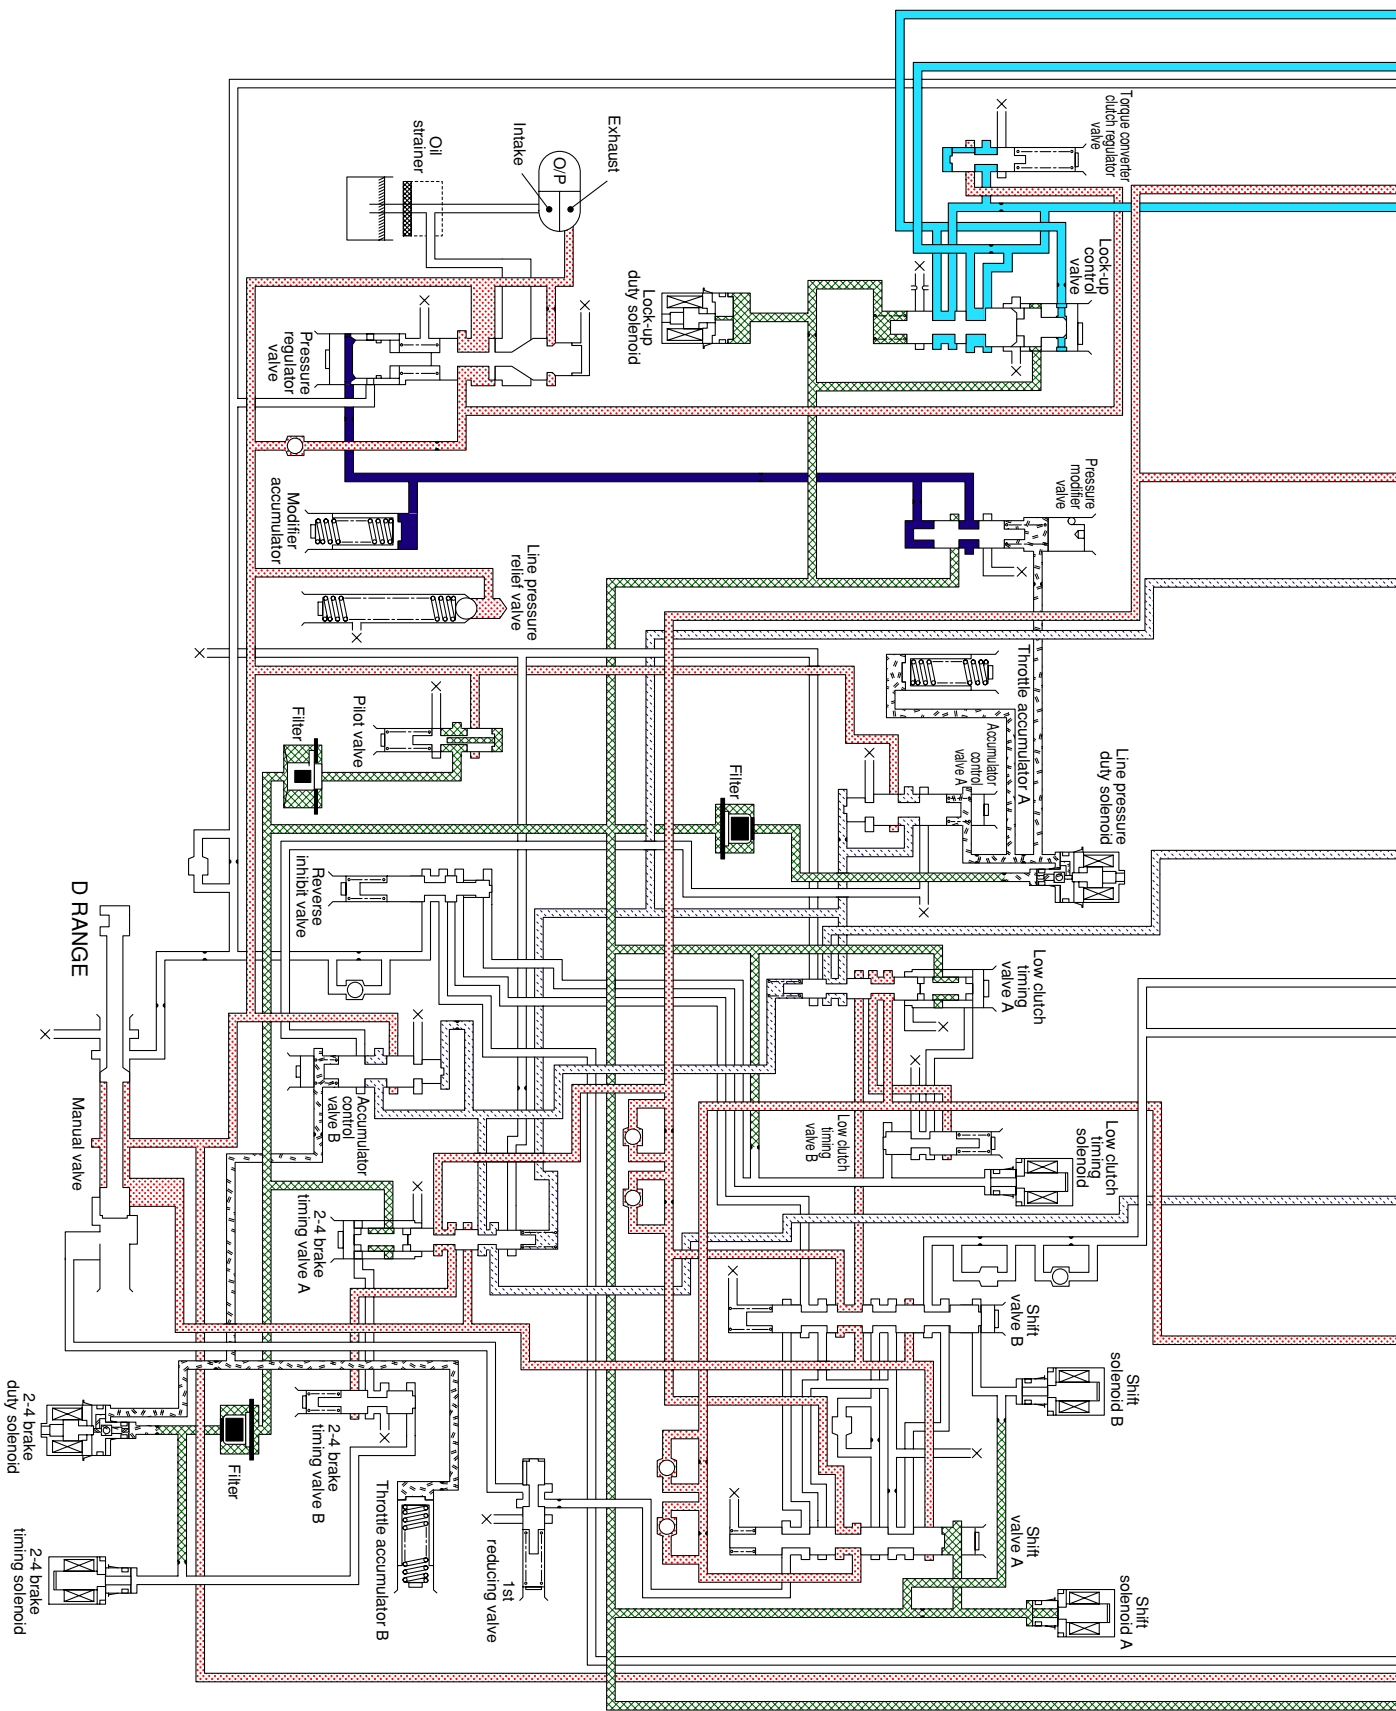 Torque converter
clutch regulator
valve
Exhaust
O/P
Intake
Oil
strainer
Lock-up
control
valve
Lock-up
duty solenoid
Pressure
regulator
valve
Pressure
modifier
valve
Modifier
accumulator
Line pressure
relief valve
Throttle accumulator A
Pilot valve
Filter
Accumulator
control
valve A
Line pressure
duty solenoid
Filter
Reverse
inhibit valve
D RANGE
Low clutch
timing
valve A
Manual valve
Accumulator
control
valve B
Low clutch
timing
valve B
Low clutch
timing
solenoid
2-4 brake
timing valve A
Shift
valve B
Shift
solenoid B
2-4 brake
duty solenoid
Filter
2-4 brake
timing valve B
Throttle accumulator B
1st
reducing valve
Shift
valve A
Shift
solenoid A
2-4 brake
timing solenoid